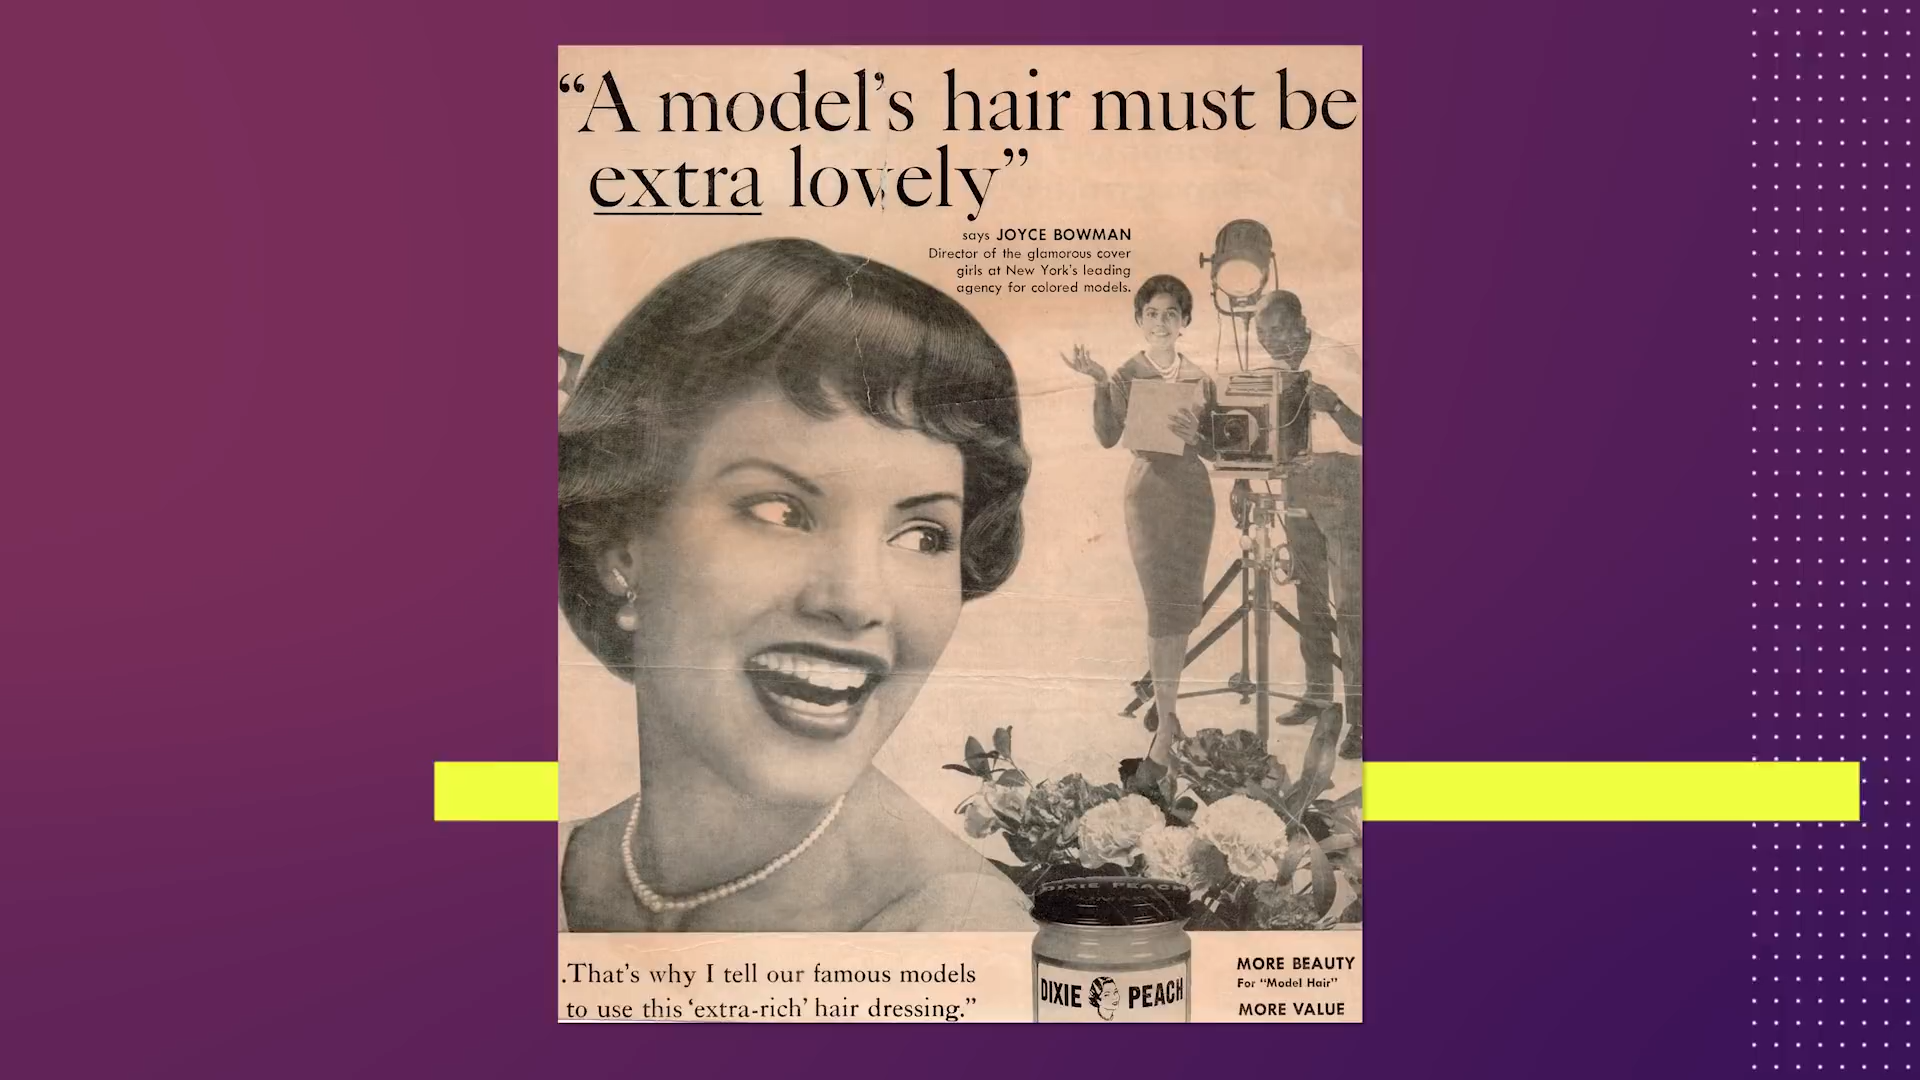 “A model’s hair must be
extra lovely”
says JOYCE BOWMAN
Director of the glamorous cover
girls at New York's leading
agency for colored models.
DIXIE PEACH
DIXIE PEACH
.That’s why I tell our famous models
to use this ‘extra-rich’ hair dressing.”
MORE BEAUTY
For "Model Hair"
MORE VALUE